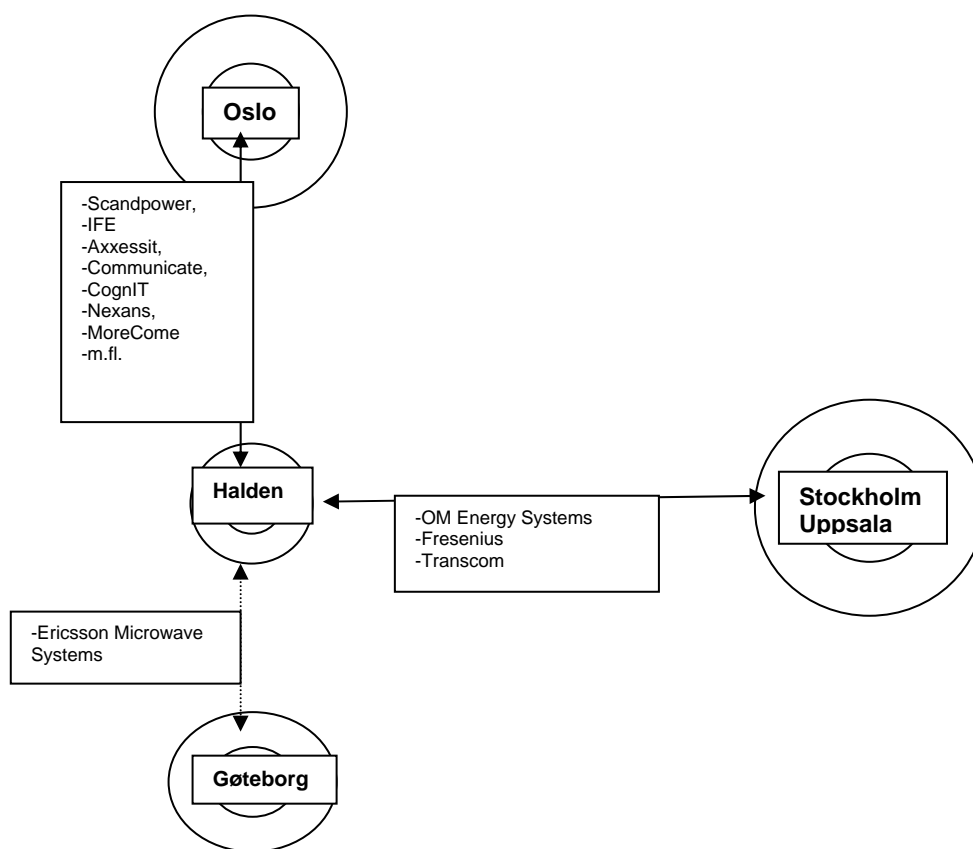 Oslo
-Scandpower,
-IFE
-Axxessit,
-Communicate,
-CognIT
-Nexans,
-MoreCome
-m.fl.
Halden
-OM Energy Systems
-Fresenius
-Transcom
Stockholm
Uppsala
-Ericsson Microwave
Systems
Gøteborg